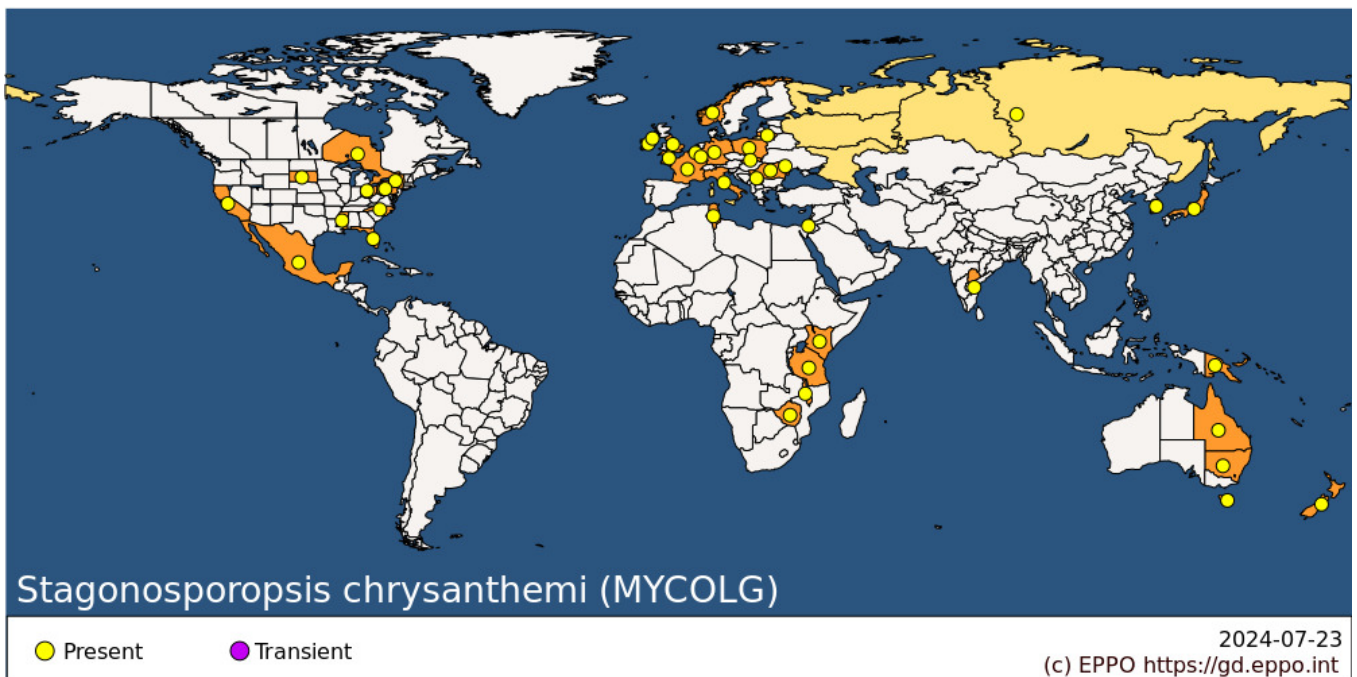 Stagonosporopsis chrysanthemi (MYCOLG)
Present
Transient
2024-07-23
(c) EPPO https://gd.eppo.int